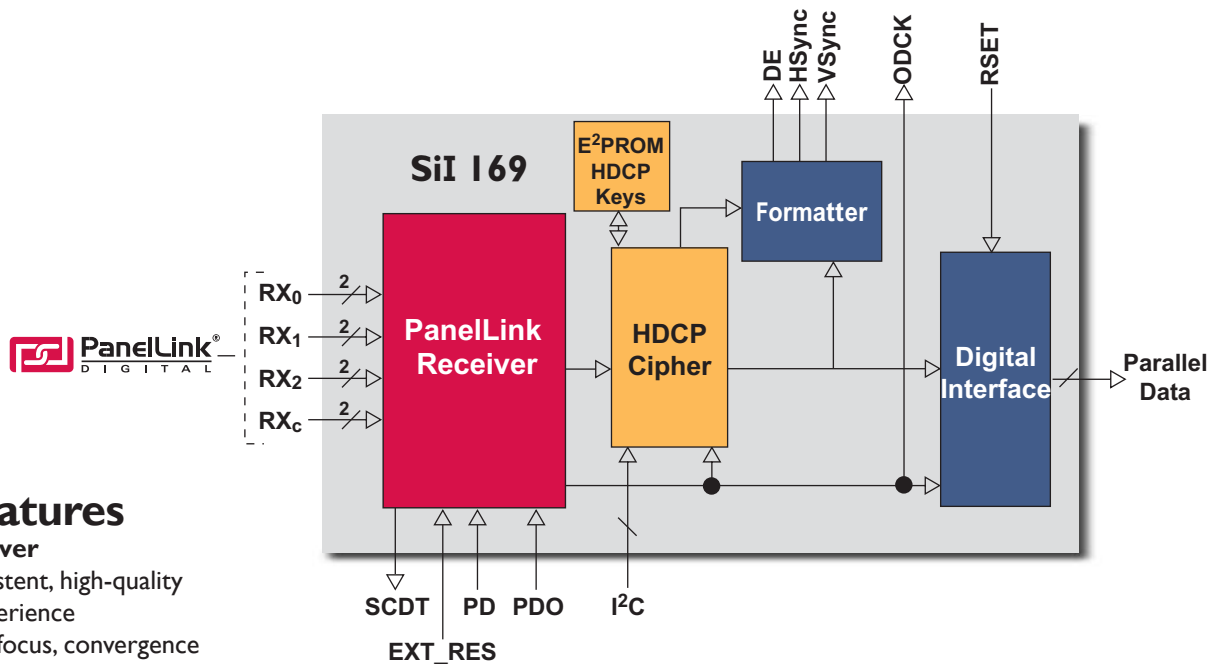 DE
HSync
VSync
ODCK
RSET
SiI 169
E²PROM
HDCP
Keys
Formatter
RX₀
2
RX₁
2
RX₂
2
RXc
2
PanelLink®
DIGITAL
PanelLink
Receiver
HDCP
Cipher
Digital
Interface
Parallel
Data
SCDT
PD
PDO
I²C
EXT_RES
atures
ver
stent, high-quality
erience
focus, convergence